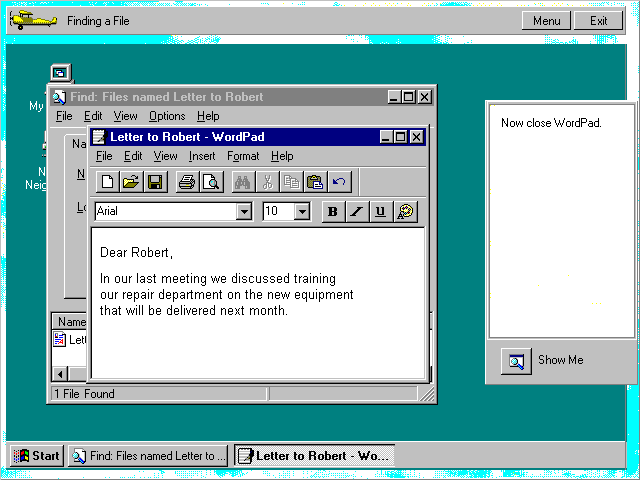 Finding a File
Menu
Exit
My
Find: Files named Letter to Robert
File Edit View Options Help
Na
N
Neig
Lo
Letter to Robert - WordPad
File Edit View Insert Format Help
Arial
10
B I U
Dear Robert,
In our last meeting we discussed training
our repair department on the new equipment
that will be delivered next month.
Name
Lett
1 File Found
Now close WordPad.
Show Me
Start
Find: Files named Letter to ...
Letter to Robert - Wo...